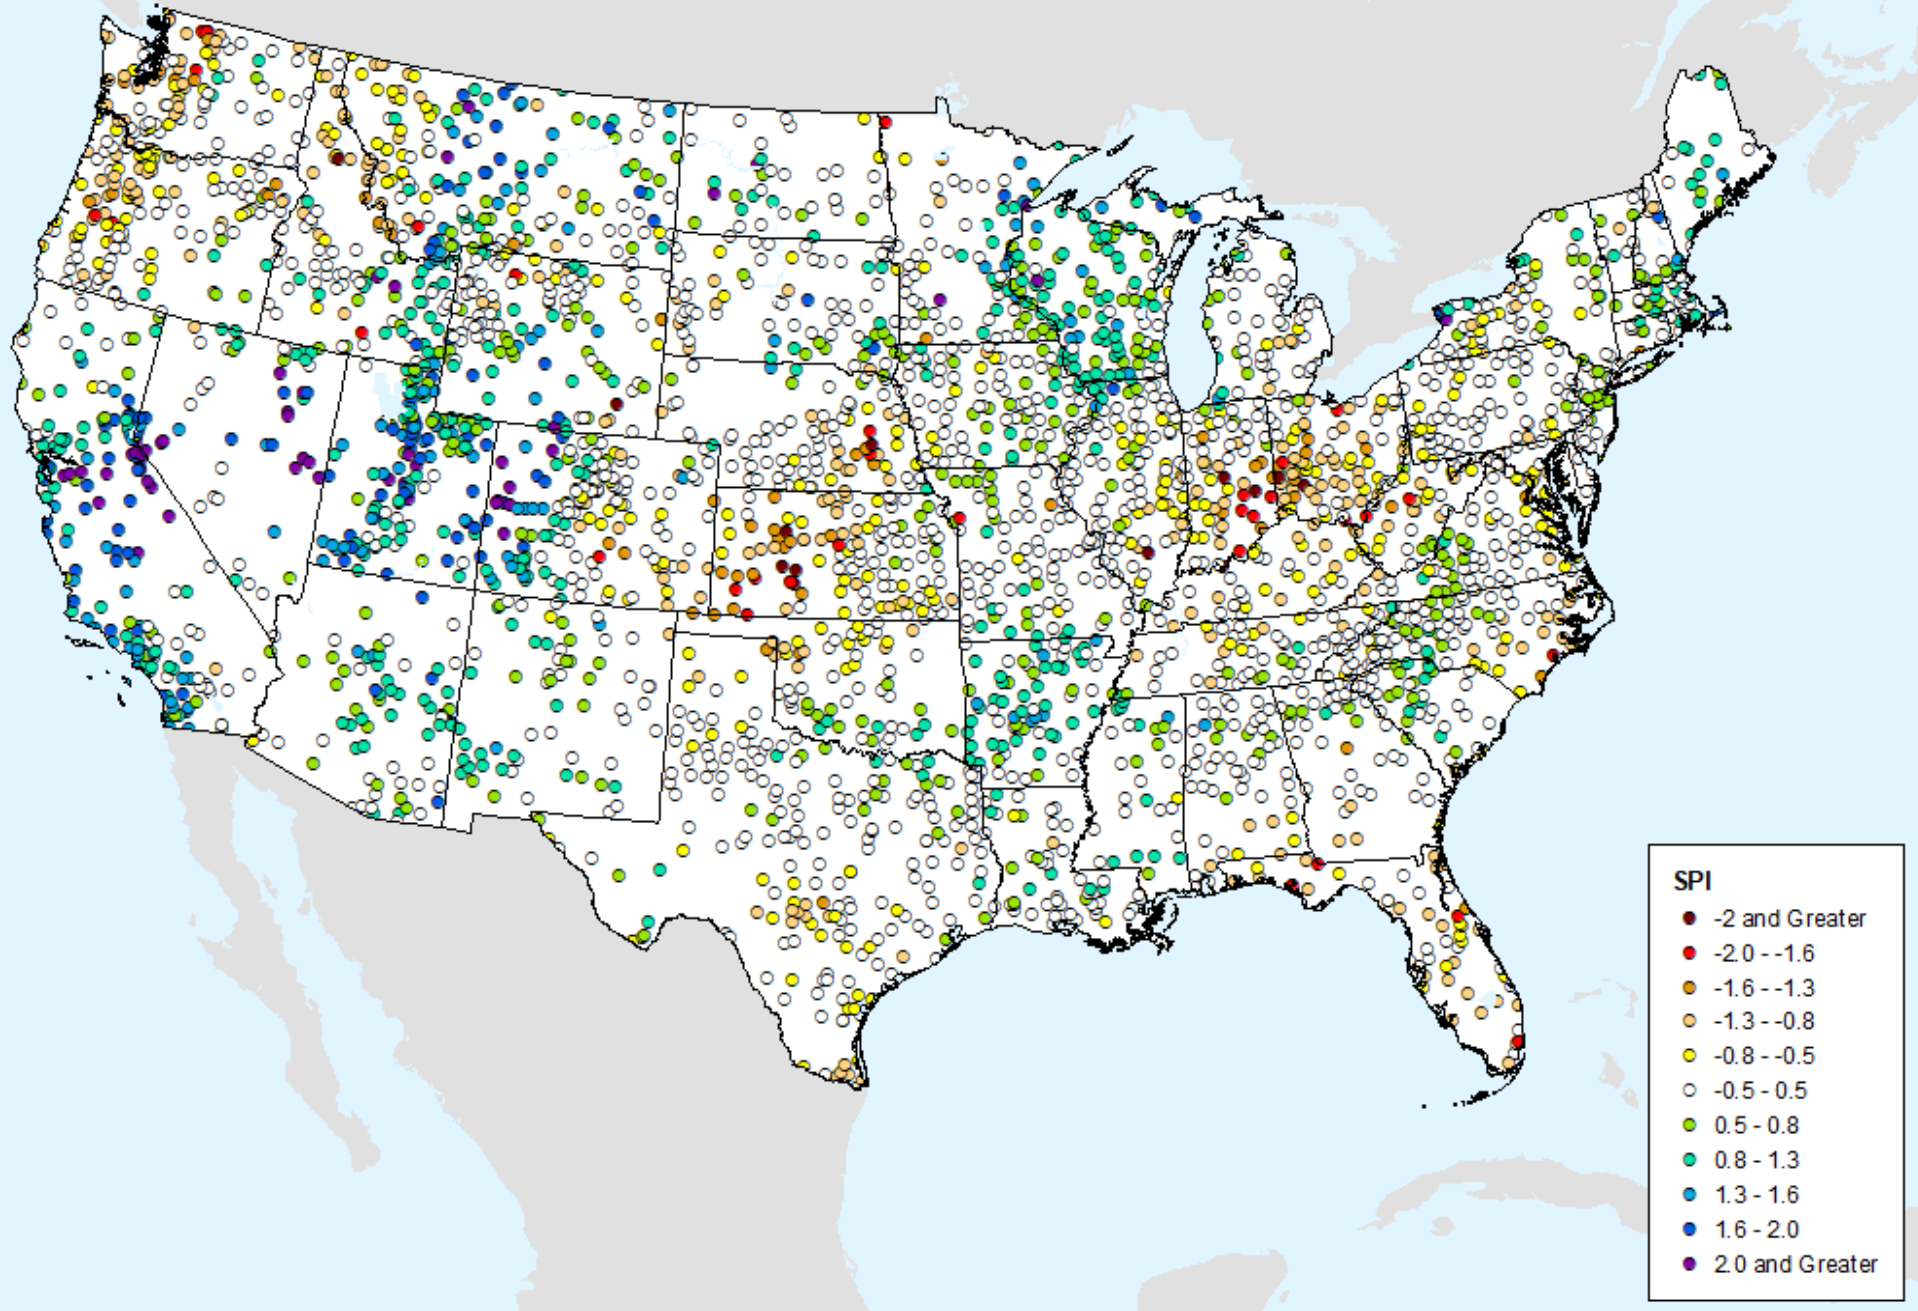 SPI
-2 and Greater
-2.0 - -1.6
-1.6 - -1.3
-1.3 - -0.8
-0.8 - -0.5
-0.5 - 0.5
0.5 - 0.8
0.8 - 1.3
1.3 - 1.6
1.6 - 2.0
2.0 and Greater